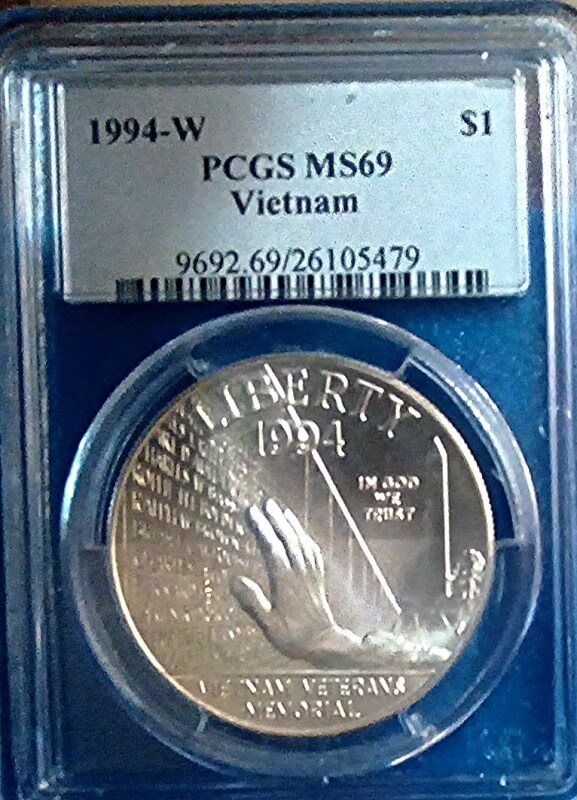 1994-W $1
PCGS MS69
Vietnam
9692.69/26105479
LIBERTY
1994
IN GOD
WE
TRUST
VIETNAM VETERANS
MEMORIAL